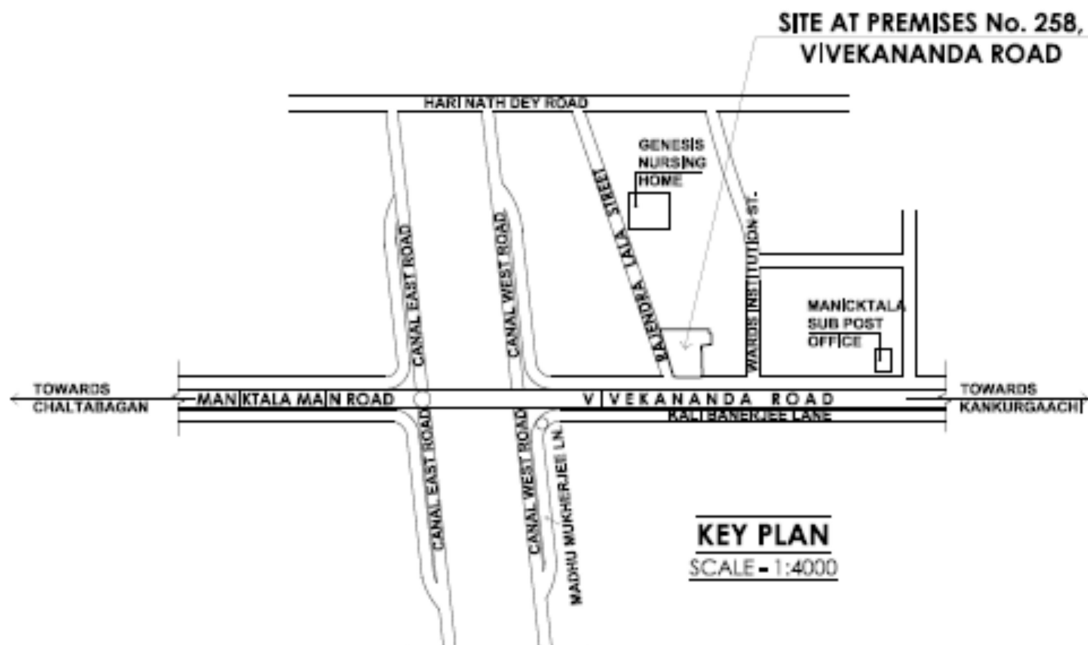 SITE AT PREMISES No. 258,
VIVEKANANDA ROAD
HARI NATH DEY ROAD
GENESIS
NURSING
HOME
RAJENDRA LALA STREET
WARDS INSTITUTION ST.
CANAL EAST ROAD
CANAL WEST ROAD
MANICKTALA
SUB POST
OFFICE
TOWARDS
CHALTABAGAN
MANIKTALA MAIN ROAD
VIVEKANANDA ROAD
TOWARDS
KANKURGAACHI
KALI BANERJEE LANE
CANAL EAST ROAD
CANAL WEST ROAD
MADHU MUKHERJEE LN.
KEY PLAN
SCALE - 1:4000